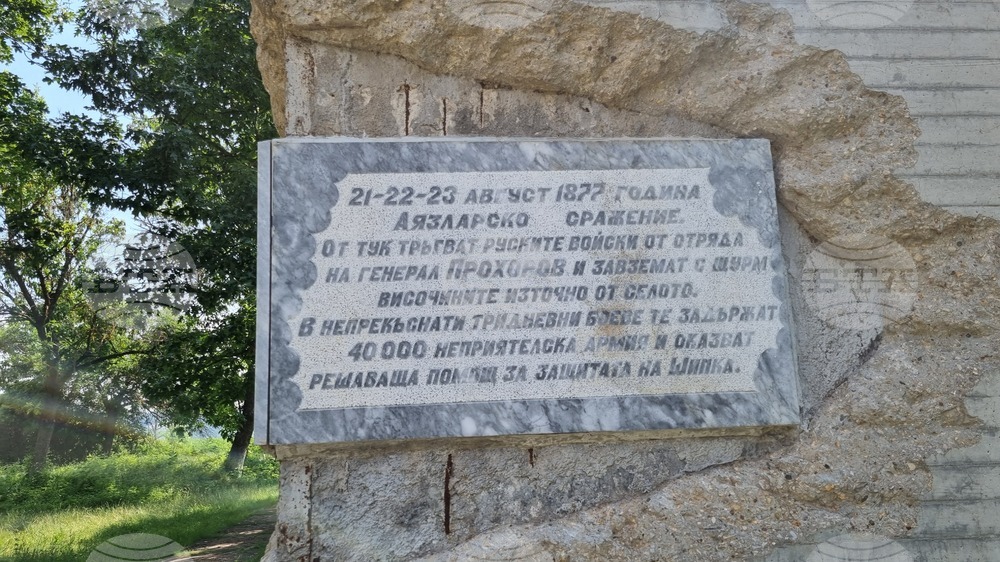 21-22-23 АВГУСТ 1877 ГОДИНА
АЯЗЛАРСКО СРАЖЕНИЕ.
ОТ ТУК ТРЪГВАТ РУСКИТЕ ВОЙСКИ ОТ ОТРЯДА
НА ГЕНЕРАЛ ПРОХОРОВ И ЗАВЗЕМАТ С ЩУРМ
ВИСОЧИНИТЕ ИЗТОЧНО ОТ СЕЛОТО.
В НЕПРЕКЪСНАТИ ТРИДНЕВНИ БОЕВЕ ТЕ ЗАДЪРЖАТ
40 000 НЕПРИЯТЕЛСКА АРМИЯ И ОКАЗВАТ
РЕШАВАЩА ПОМОЩ ЗА ЗАЩИТАТА НА ШИПКА.